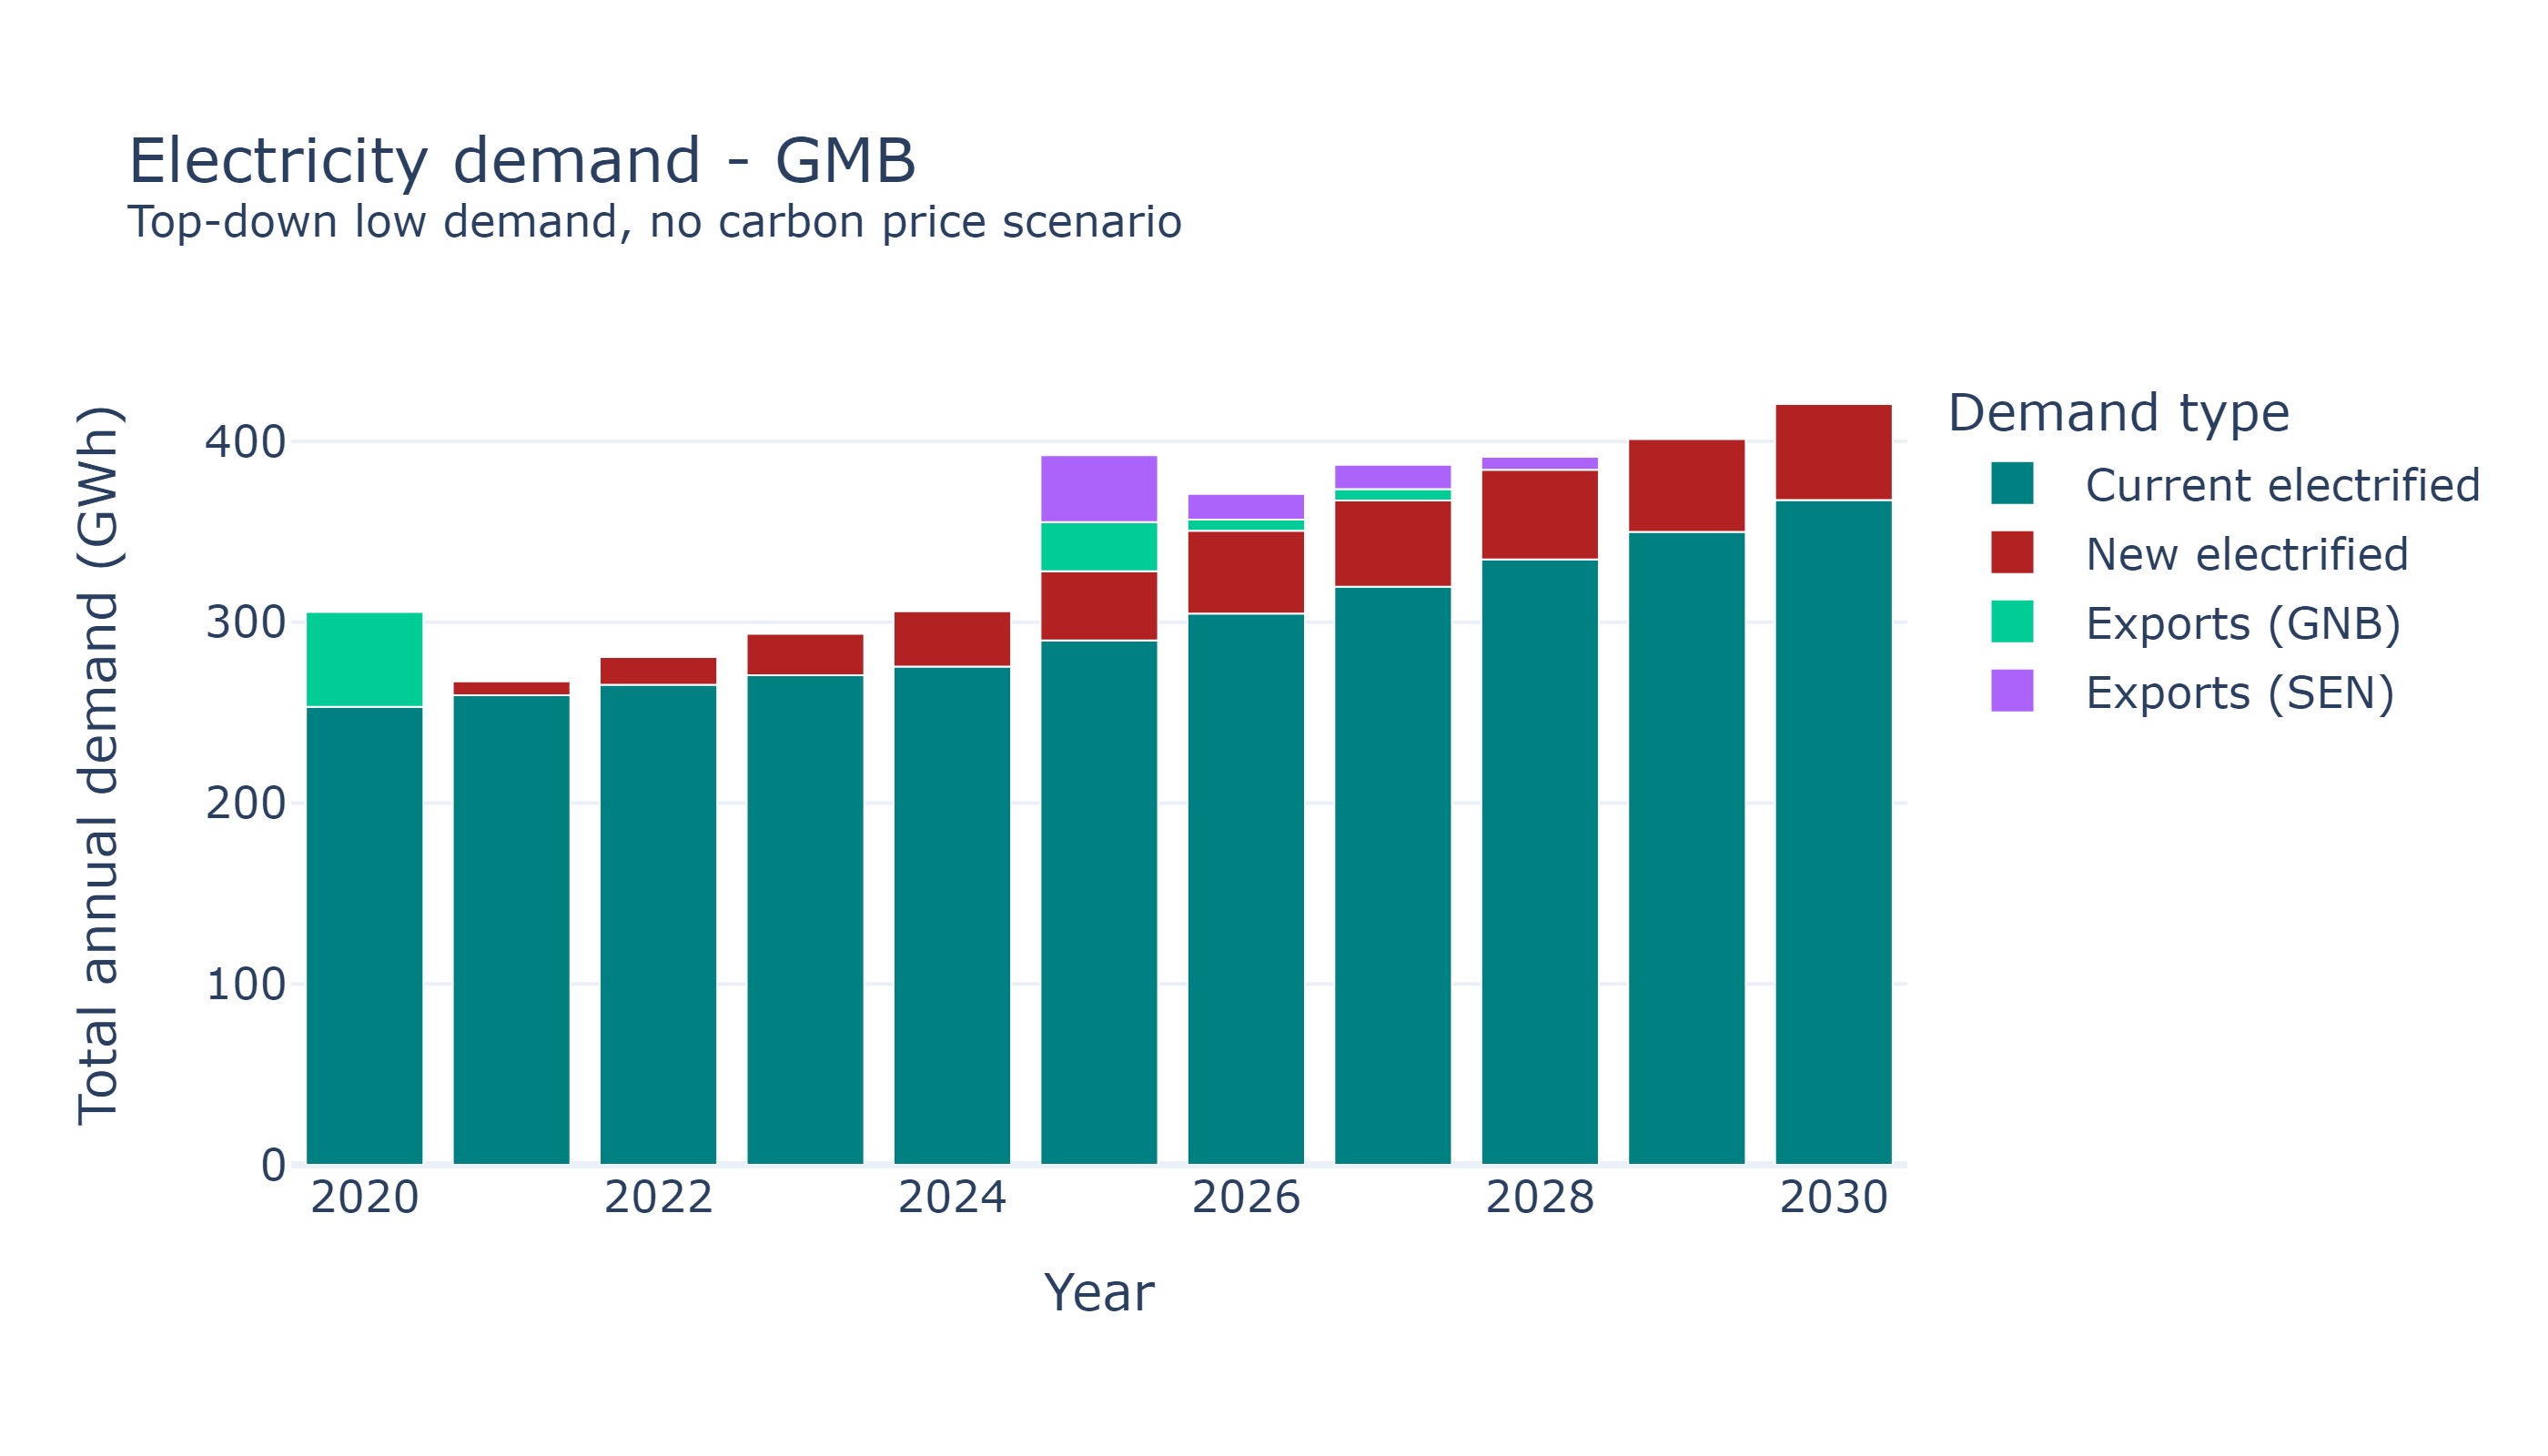 Electricity demand - GMB
Top-down low demand, no carbon price scenario
Total annual demand (GWh)
400
300
200
100
0
2020
2022
2024
2026
2028
2030
Year
Demand type
Current electrified
New electrified
Exports (GNB)
Exports (SEN)